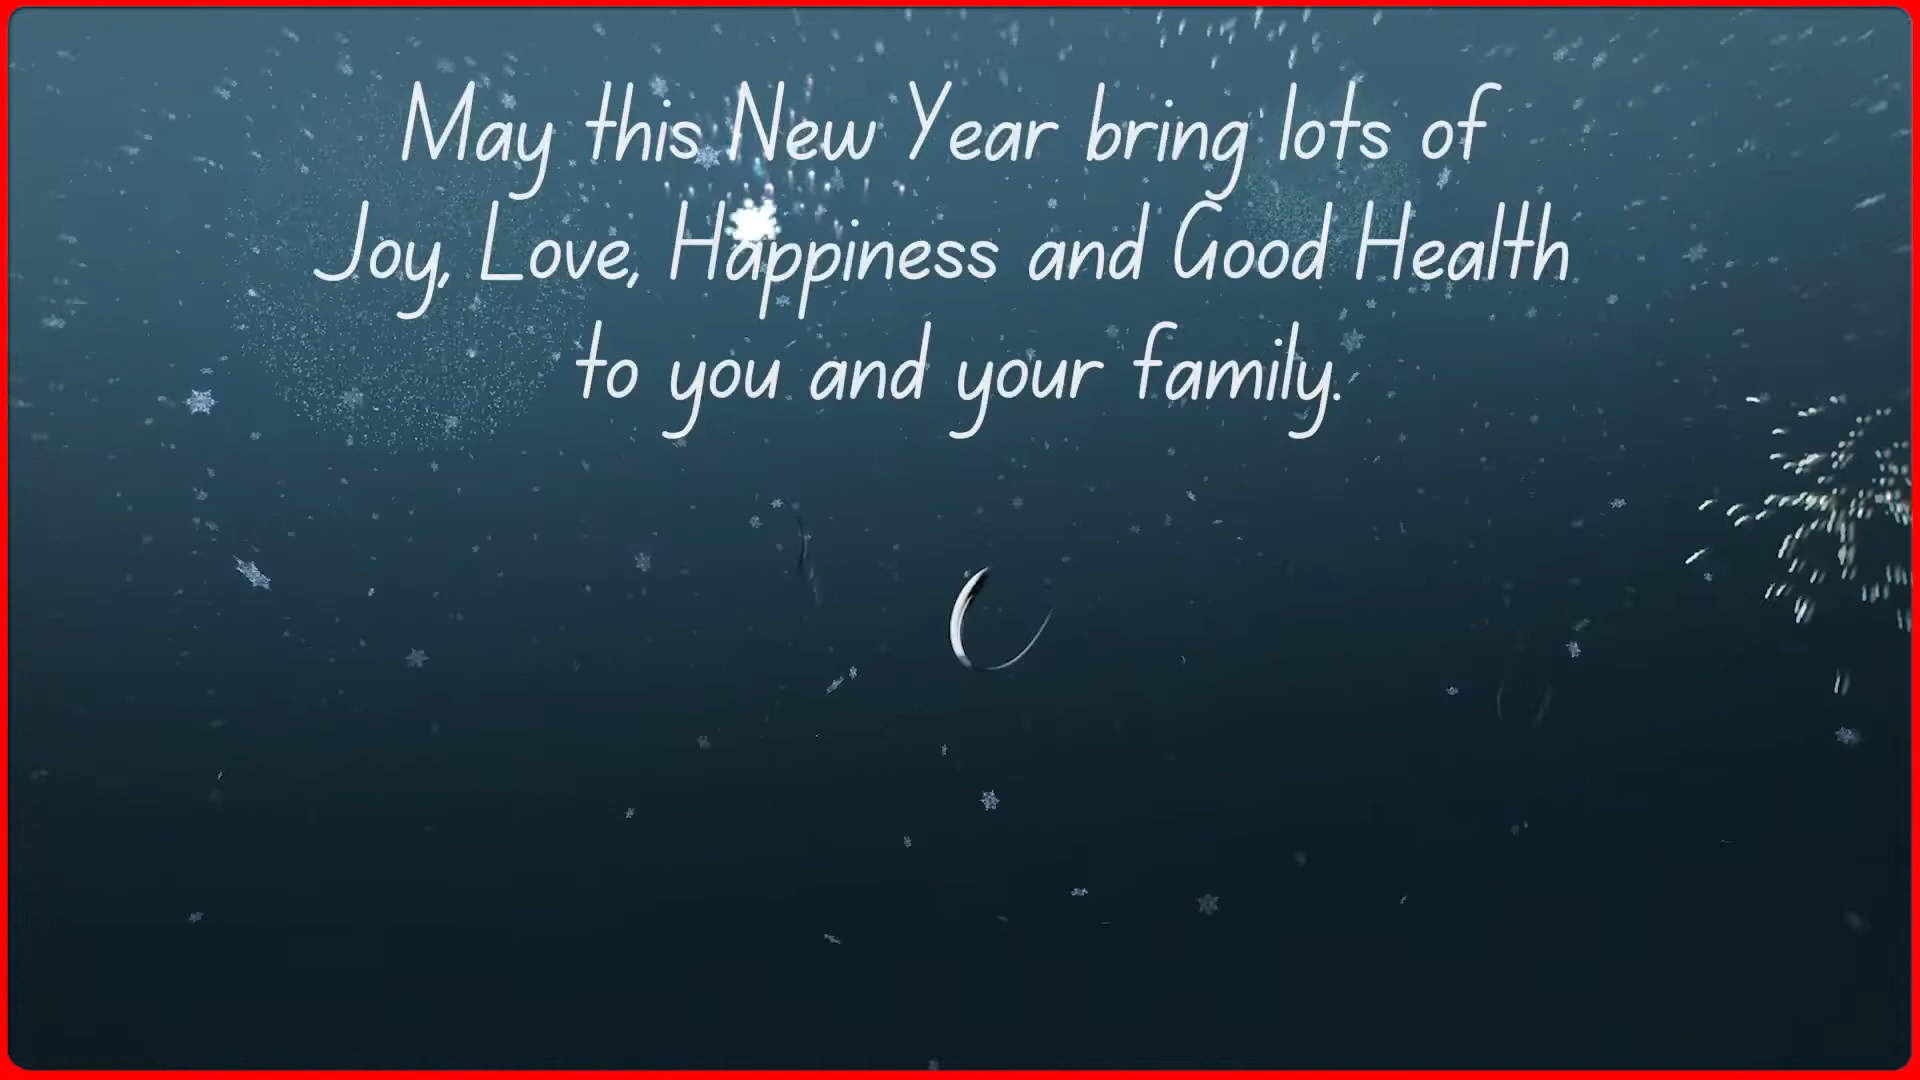 May this New Year bring lots of
Joy, Love, Happiness and Good Health
to you and your family.